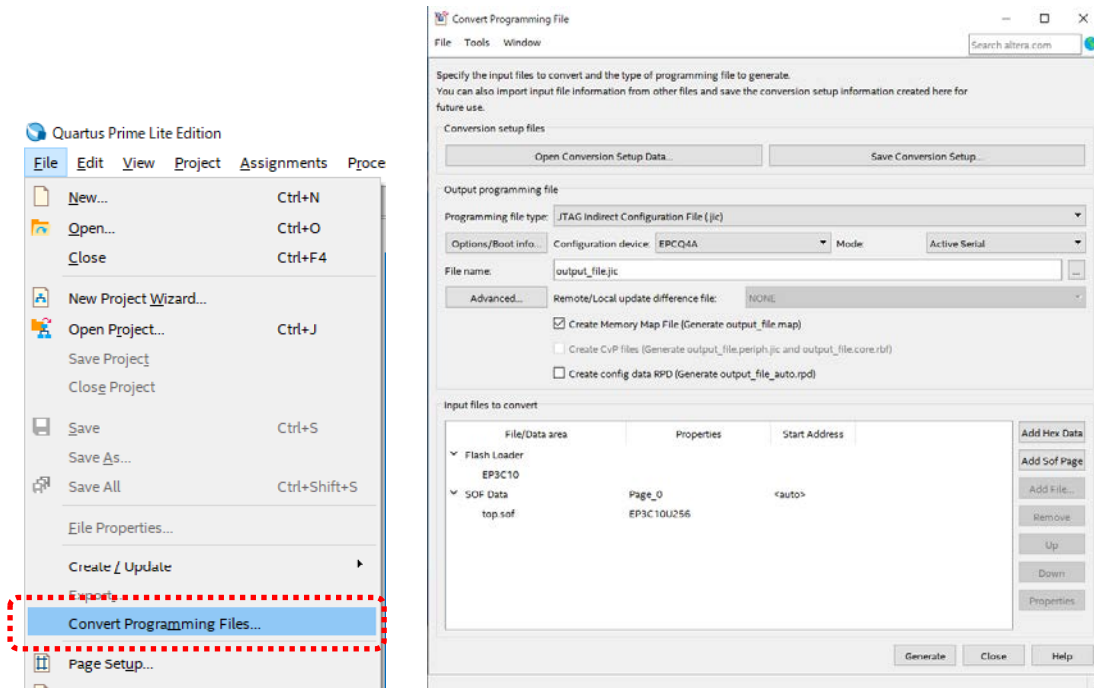 Quartus Prime Lite Edition
File Edit View Project Assignments Proce
New... Ctrl+N
Open... Ctrl+O
Close Ctrl+F4
New Project Wizard...
Open Project... Ctrl+J
Save Project
Close Project
Save Ctrl+S
Save As...
Save All Ctrl+Shift+S
File Properties...
Create / Update
Export...
Convert Programming Files...
Page Setup...
Convert Programming File
File Tools Window
Search altera.com
Specify the input files to convert and the type of programming file to generate.
You can also import input file information from other files and save the conversion setup information created here for
future use.
Conversion setup files
Open Conversion Setup Data... Save Conversion Setup...
Output programming file
Programming file type: JTAG Indirect Configuration File (.jic)
Options/Boot info... Configuration device: EPCQ4A Mode: Active Serial
File name: output_file.jic ...
Advanced... Remote/Local update difference file: NONE
Create Memory Map File (Generate output_file.map)
Create CvP files (Generate output_file.periph.jic and output_file.core.rbf)
Create config data RPD (Generate output_file_auto.rpd)
Input files to convert
File/Data area Properties Start Address
Flash Loader
EP3C10
SOF Data Page_0 <auto>
top.sof EP3C10U256
Add Hex Data
Add Sof Page
Add File...
Remove
Up
Down
Properties
Generate Close Help